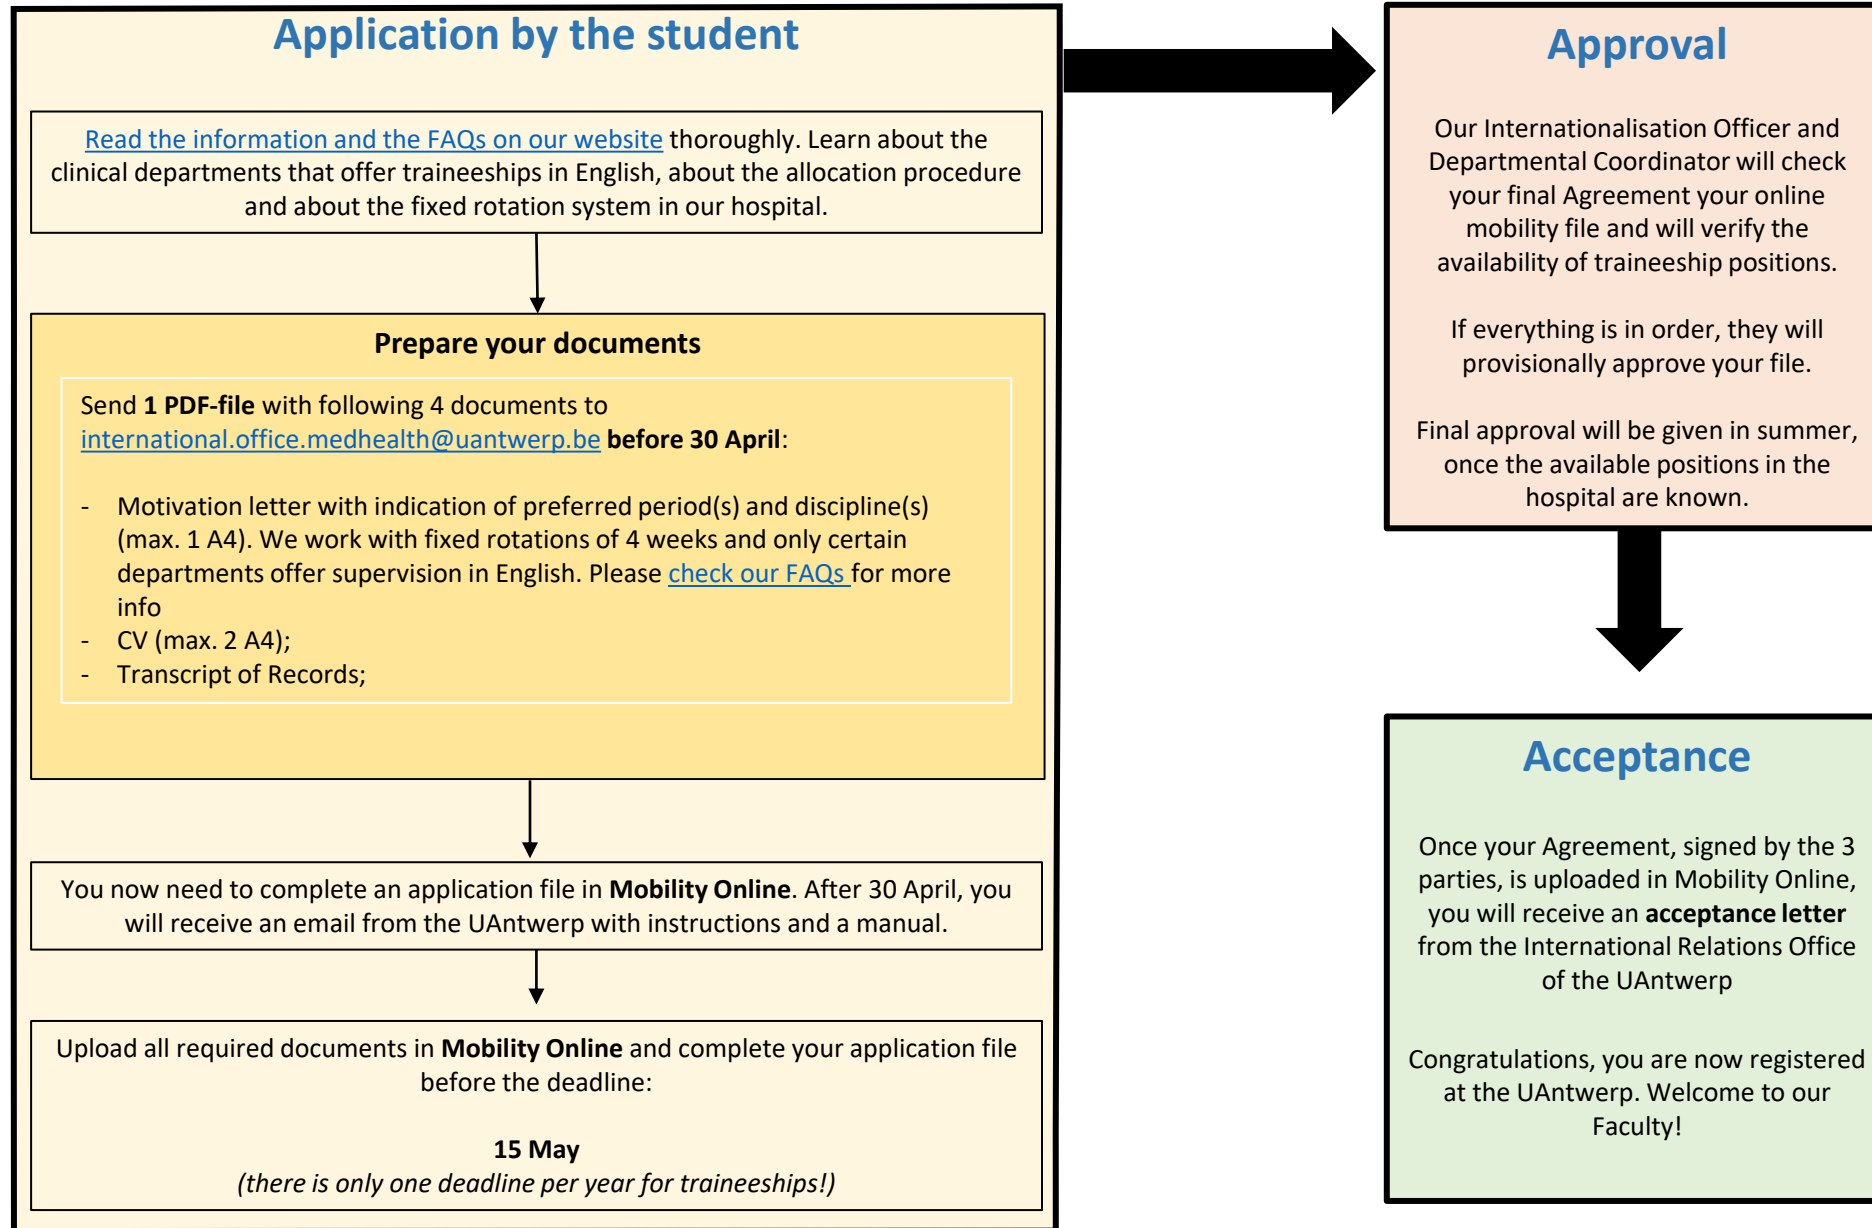 Application by the student
Read the information and the FAQs on our website thoroughly. Learn about the
clinical departments that offer traineeships in English, about the allocation procedure
and about the fixed rotation system in our hospital.
Prepare your documents
Send 1 PDF-file with following 4 documents to
international.office.medhealth@uantwerp.be before 30 April:
- Motivation letter with indication of preferred period(s) and discipline(s)
(max. 1 A4). We work with fixed rotations of 4 weeks and only certain
departments offer supervision in English. Please check our FAQs for more
info
- CV (max. 2 A4);
- Transcript of Records;
You now need to complete an application file in Mobility Online. After 30 April, you
will receive an email from the UAntwerp with instructions and a manual.
Upload all required documents in Mobility Online and complete your application file
before the deadline:
15 May
(there is only one deadline per year for traineeships!)
Approval
Our Internationalisation Officer and
Departmental Coordinator will check
your final Agreement your online
mobility file and will verify the
availability of traineeship positions.
If everything is in order, they will
provisionally approve your file.
Final approval will be given in summer,
once the available positions in the
hospital are known.
Acceptance
Once your Agreement, signed by the 3
parties, is uploaded in Mobility Online,
you will receive an acceptance letter
from the International Relations Office
of the UAntwerp
Congratulations, you are now registered
at the UAntwerp. Welcome to our
Faculty!